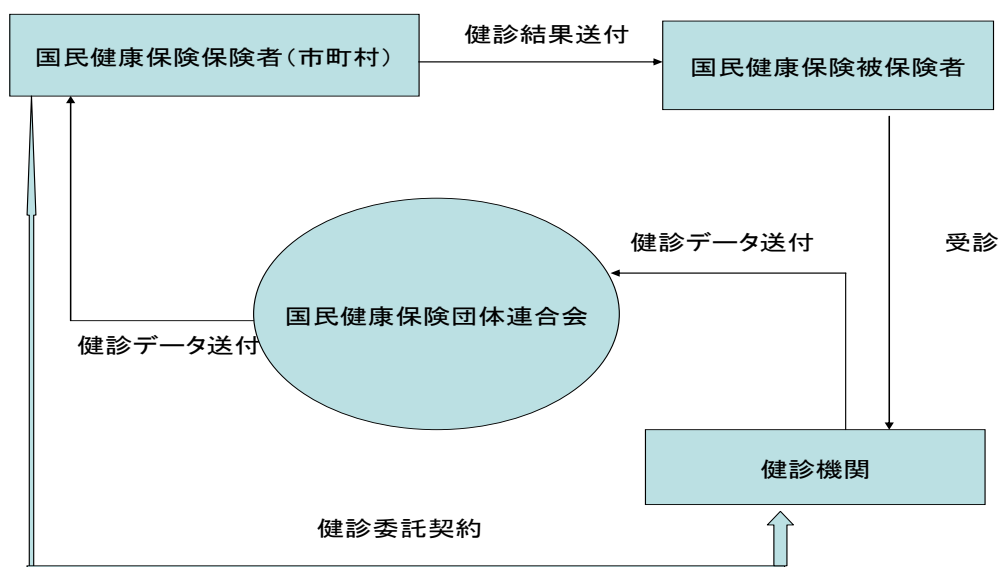 健診結果送付
国民健康保険保険者（市町村）
国民健康保険被保険者
健診データ送付
受診
国民健康保険団体連合会
健診データ送付
健診機関
健診委託契約